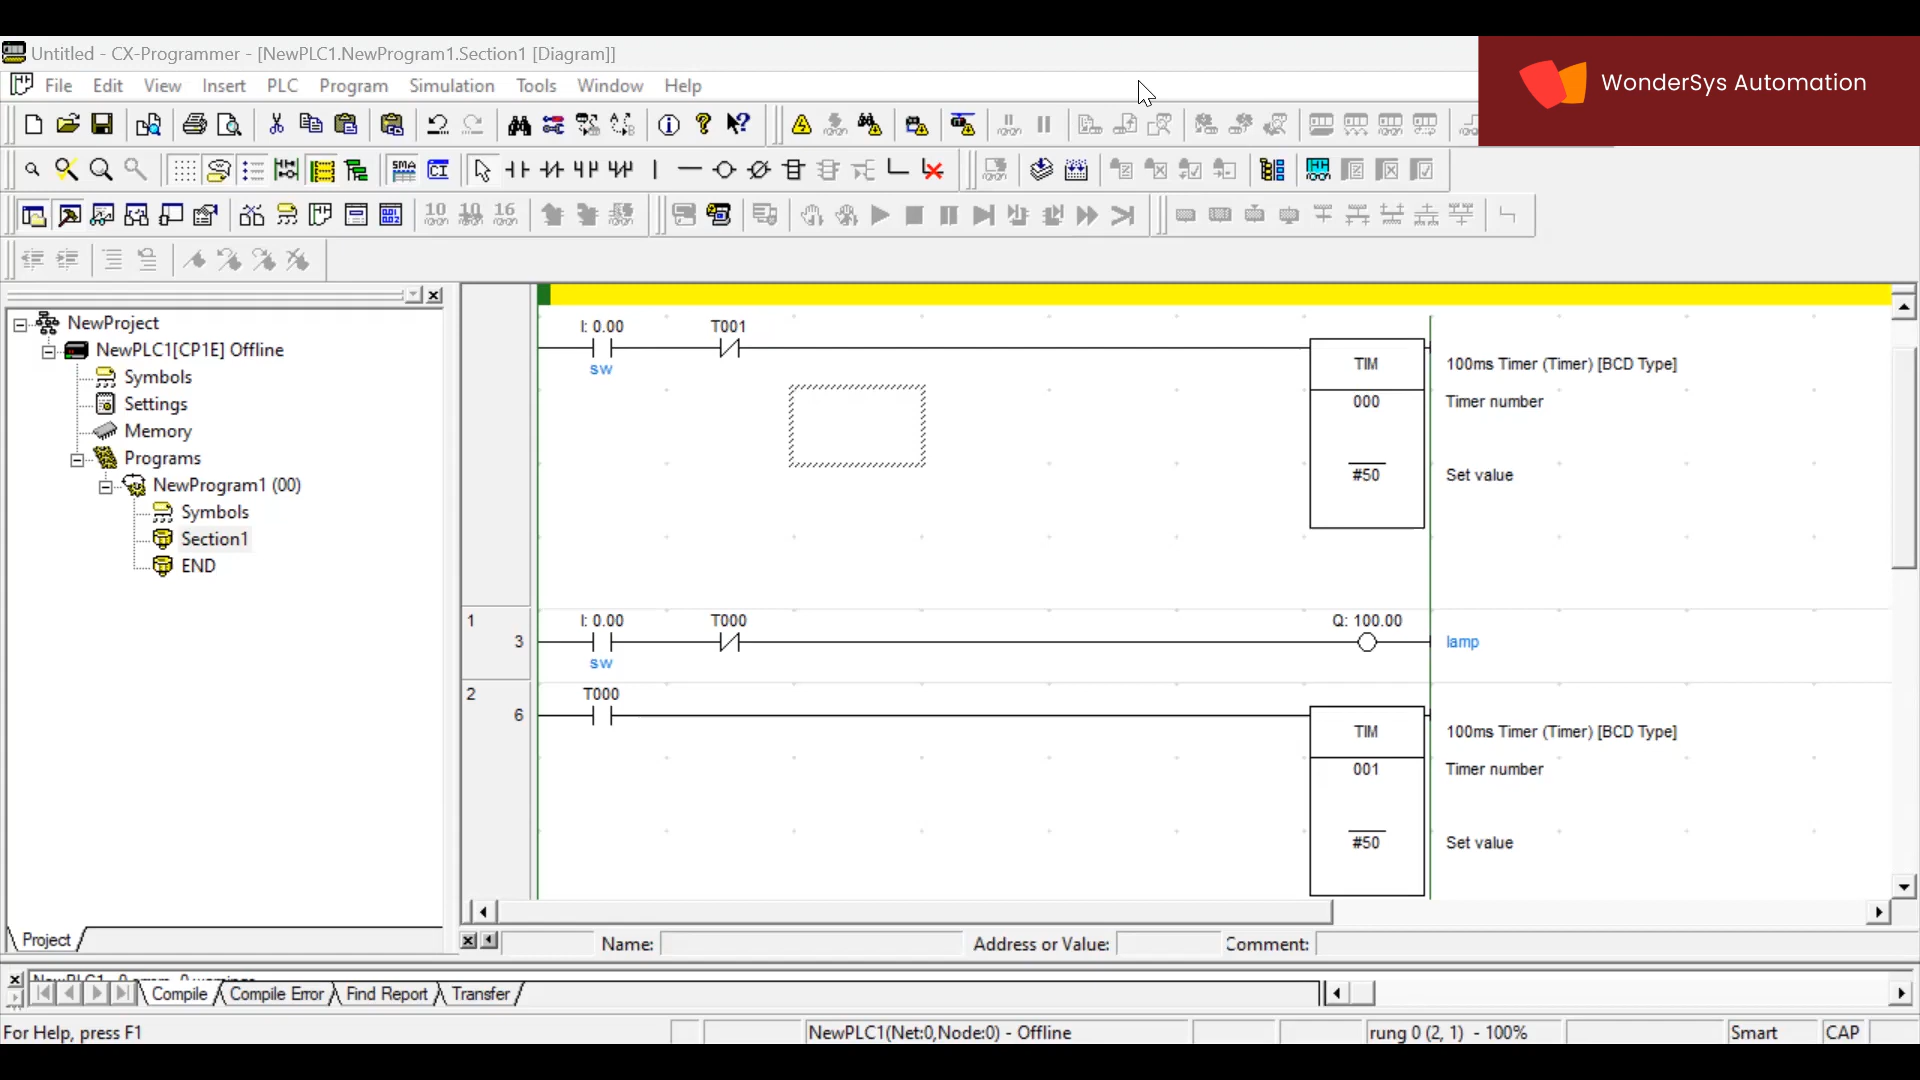 Untitled - CX-Programmer - [NewPLC1.NewProgram1.Section1 [Diagram]]
WonderSys Automation
File Edit View Insert PLC Program Simulation Tools Window Help
SMA
CI
10 10 16
NewProject
NewPLC1[CP1E] Offline
Symbols
Settings
Memory
Programs
NewProgram1 (00)
Symbols
Section1
END
Project
I: 0.00 T001
sw
TIM 100ms Timer (Timer) [BCD Type]
000 Timer number
#50 Set value
1 I: 0.00 T000 Q: 100.00
3 lamp
sw
2 T000
6
TIM 100ms Timer (Timer) [BCD Type]
001 Timer number
#50 Set value
Name: Address or Value: Comment:
Compile Compile Error Find Report Transfer
For Help, press F1 NewPLC1(Net:0,Node:0) - Offline rung 0 (2, 1) - 100% Smart CAP